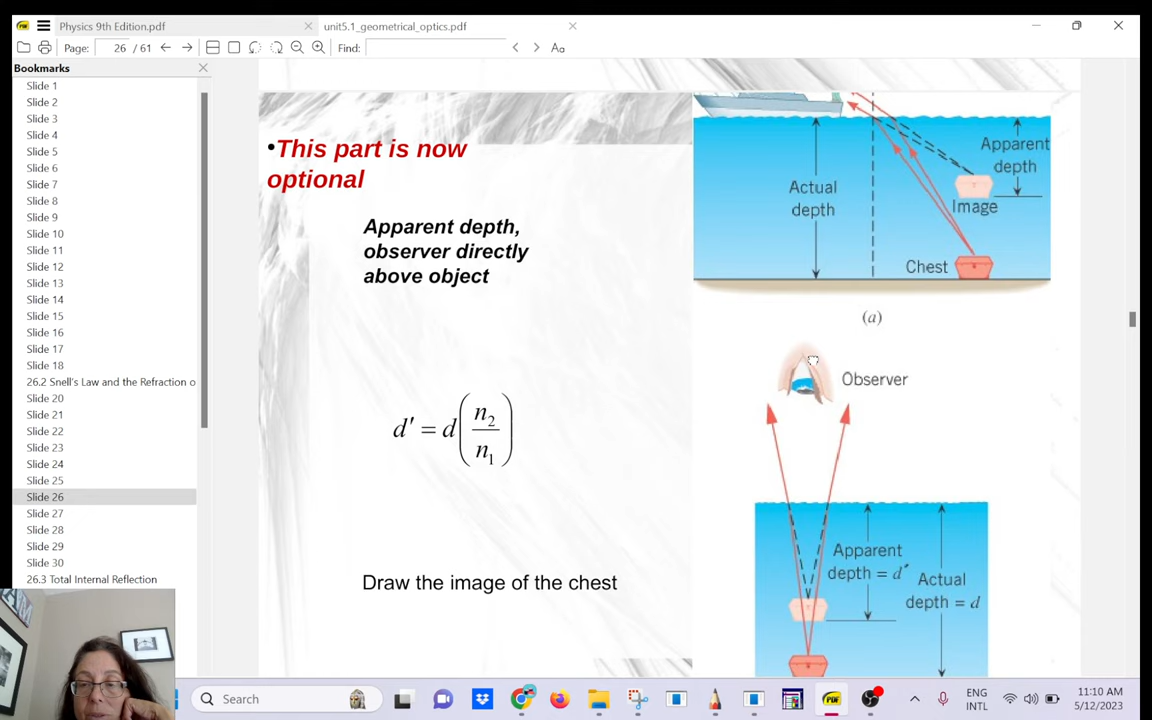 Physics 9th Edition.pdf
unit5.1_geometrical_optics.pdf
Page: 26 / 61
Find:
Aa
Bookmarks
Slide 1
Slide 2
Slide 3
Slide 4
Slide 5
Slide 6
Slide 7
Slide 8
Slide 9
Slide 10
Slide 11
Slide 12
Slide 13
Slide 14
Slide 15
Slide 16
Slide 17
Slide 18
26.2 Snell's Law and the Refraction o
Slide 20
Slide 21
Slide 22
Slide 23
Slide 24
Slide 25
Slide 26
Slide 27
Slide 28
Slide 29
Slide 30
26.3 Total Internal Reflection
•This part is now
optional
Apparent depth,
observer directly
above object
d′ = d(n₂/n₁)
Draw the image of the chest
Actual
depth
Apparent
depth
Image
Chest
(a)
Observer
Apparent
depth = d′
Actual
depth = d
Search
PDF
ENG
INTL
11:10 AM
5/12/2023